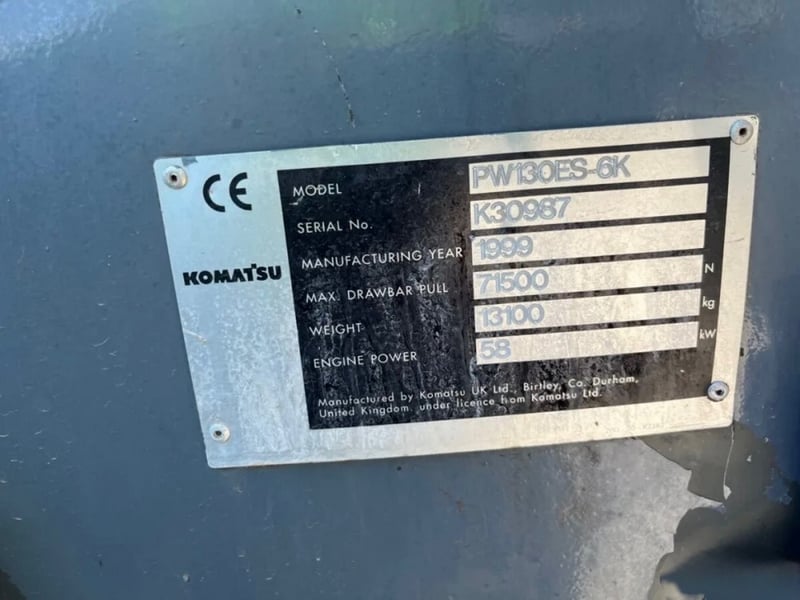 CE
KOMATSU
MODEL PW130ES-6K
SERIAL No. K30987
MANUFACTURING YEAR 1999
MAX. DRAWBAR PULL 71500 N
WEIGHT 13100 kg
ENGINE POWER 58 kW
Manufactured by Komatsu UK Ltd., Birtley, Co. Durham,
United Kingdom under licence from Komatsu Ltd.